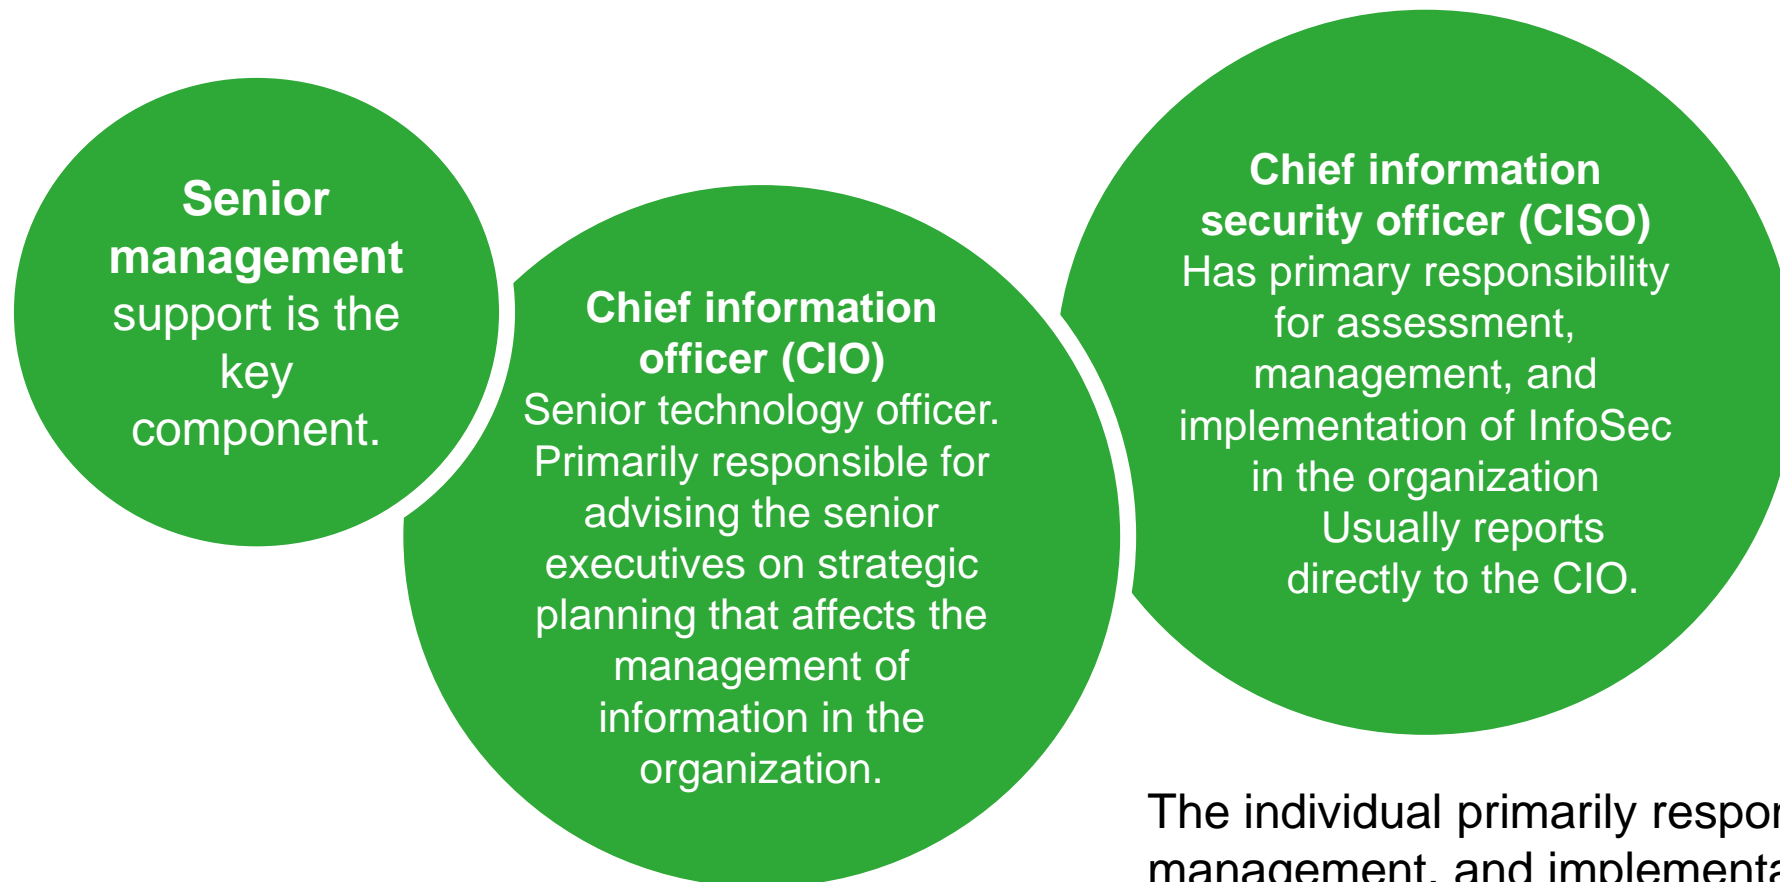 Senior
management
support is the
key
component.
Chief information
officer (CIO)
Senior technology officer.
Primarily responsible for
advising the senior
executives on strategic
planning that affects the
management of
information in the
organization.
Chief information
security officer (CISO)
Has primary responsibility
for assessment,
management, and
implementation of InfoSec
in the organization
Usually reports
directly to the CIO.
The individual primarily
management, and